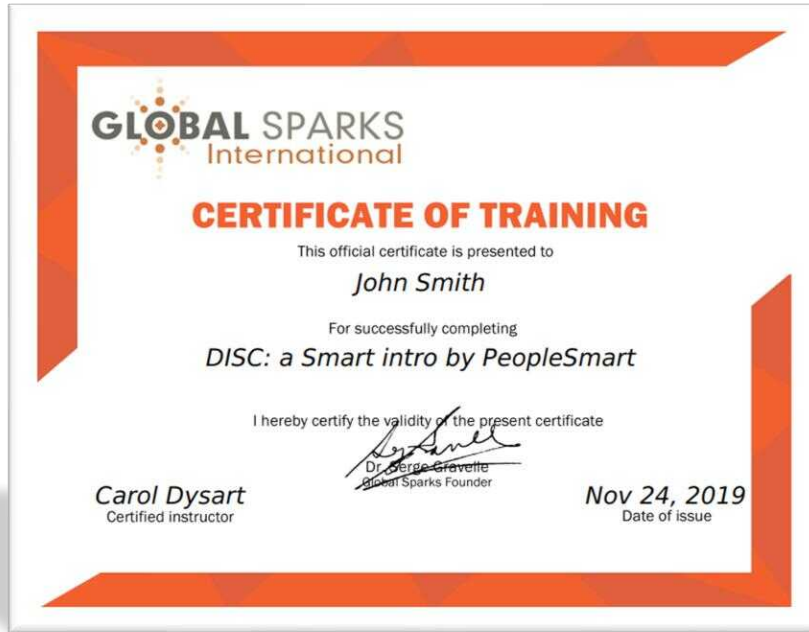 GLOBAL SPARKS
International
CERTIFICATE OF TRAINING
This official certificate is presented to
John Smith
For successfully completing
DISC: a Smart intro by PeopleSmart
I hereby certify the validity of the present certificate
Dr. Serge Gravelle
Global Sparks Founder
Carol Dysart
Certified instructor
Nov 24, 2019
Date of issue